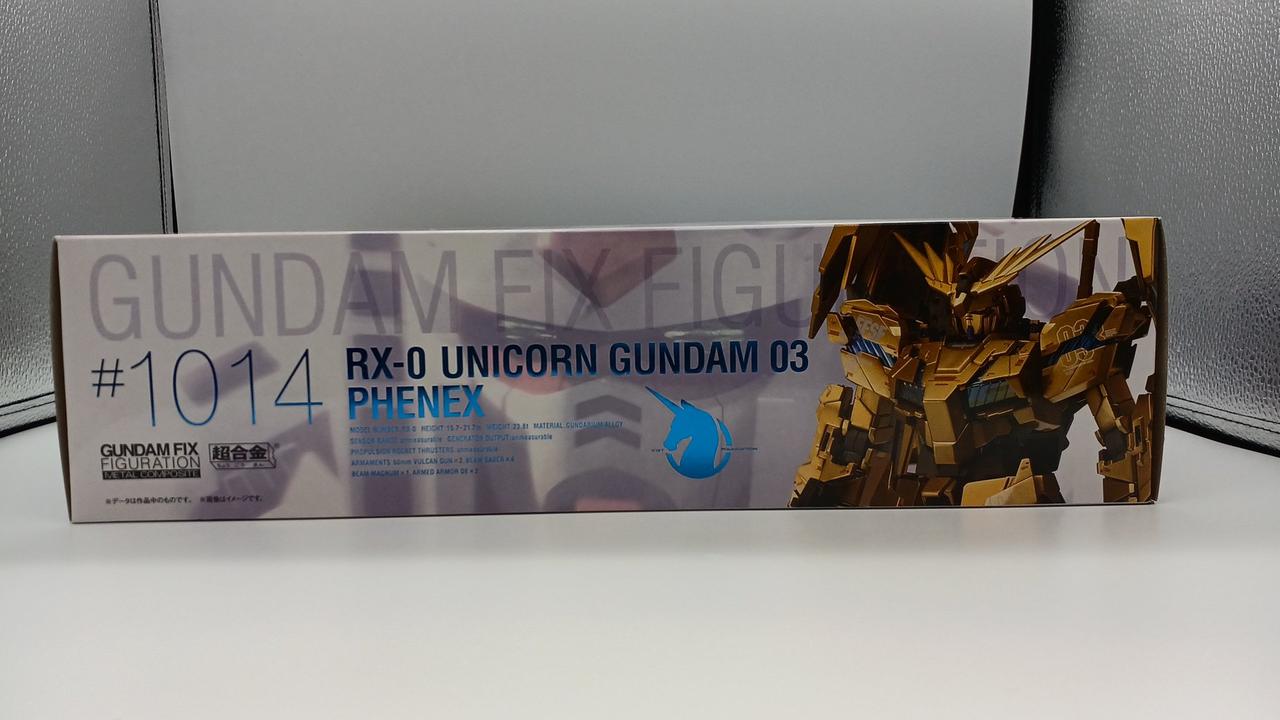 GUNDAM FIX FIGURATION
#1014
RX-0 UNICORN GUNDAM 03
PHENEX
MODEL NUMBER:RX-0 HEIGHT:19.7-21.7m WEIGHT:23.8t MATERIAL:GUNDARIUM ALLOY
SENSOR RANGE:unmeasurable GENERATOR OUTPUT:unmeasurable
PROPULSION ROCKET THRUSTERS:unmeasurable
ARMAMENTS:60mm VULCAN GUN×2, BEAM SABER×4
BEAM MAGNUM×1, ARMED ARMOR DE×2
GUNDAM FIX
FIGURATION
METAL COMPOSITE
超合金
※データは作品中のものです。 ※画像はイメージです。
03